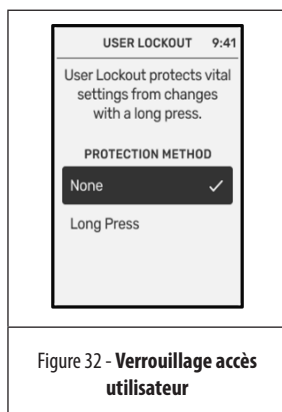 USER LOCKOUT 9:41
User Lockout protects vital
settings from changes
with a long press.
PROTECTION METHOD
None ✓
Long Press
Figure 32 - Verrouillage accès
utilisateur